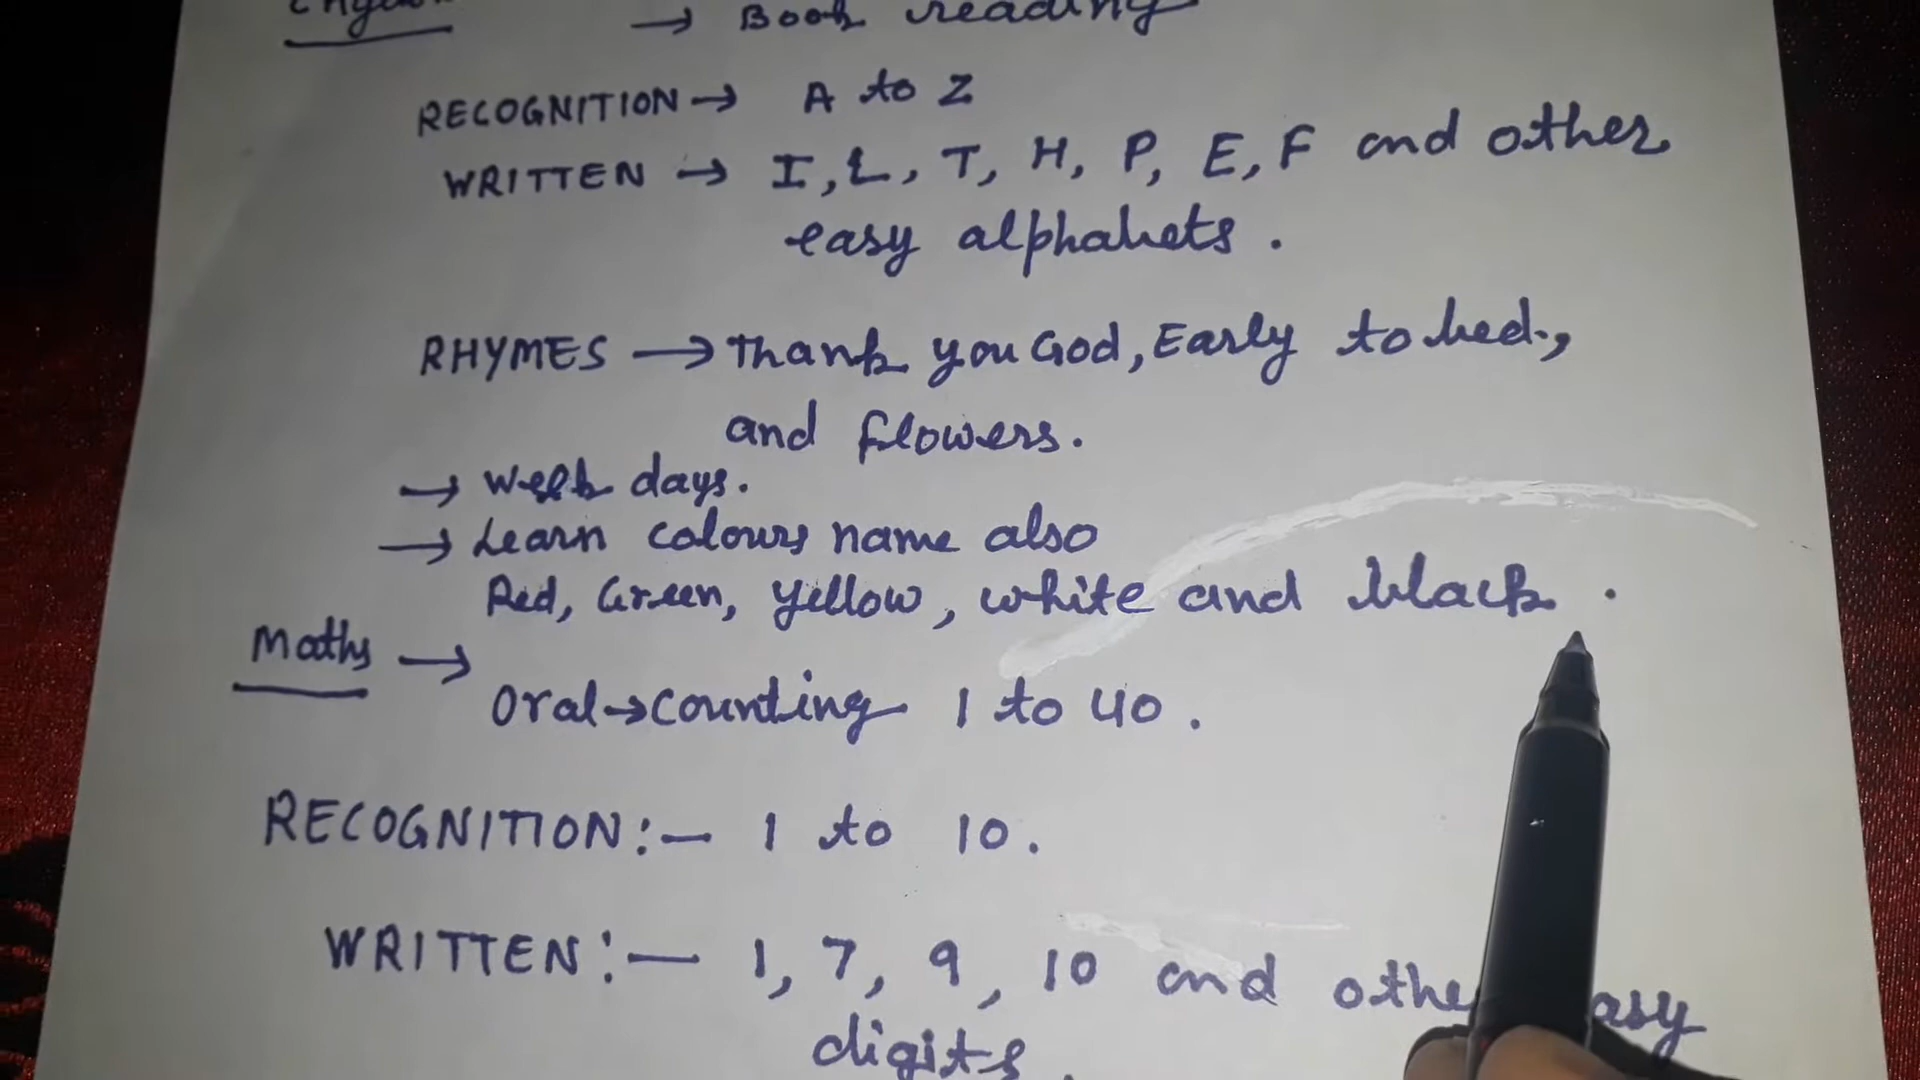 English → Book reading
RECOGNITION → A to Z
WRITTEN → I, L, T, H, P, E, F and other
easy alphabets.
RHYMES → Thank you God, Early to bed.,
and flowers.
→ Week days.
→ Learn colours name also
Red, Green, Yellow, white and black.
Maths →
Oral → counting 1 to 40.
RECOGNITION:- 1 to 10.
WRITTEN:- 1, 7, 9, 10 and
digits.